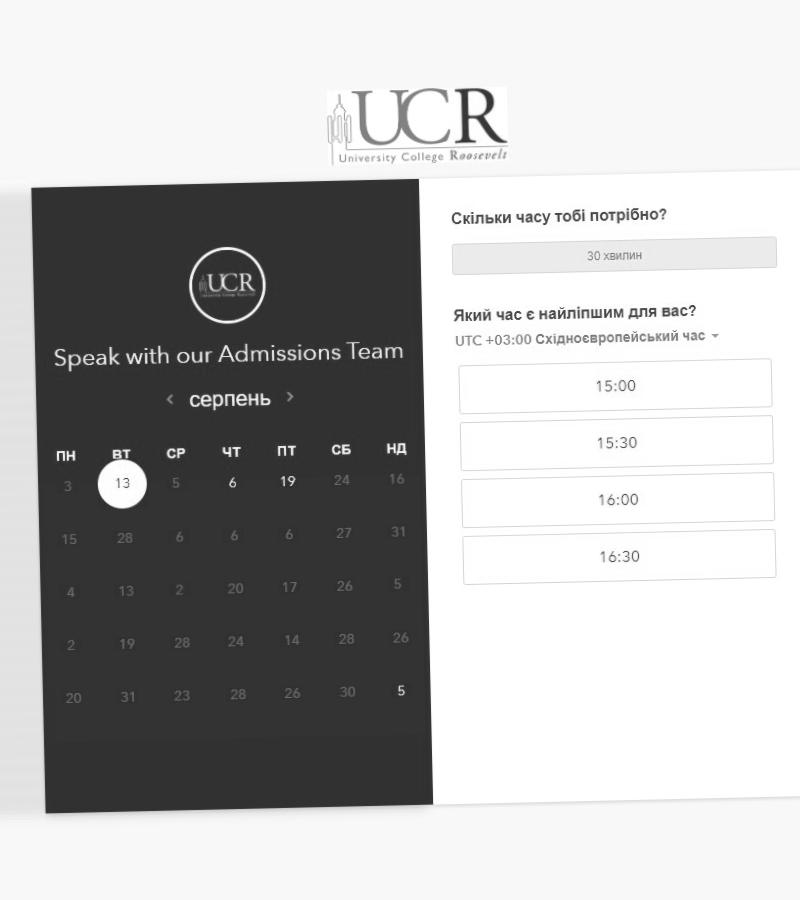 UCR
University College Roosevelt
UCR
University College Roosevelt
Speak with our Admissions Team
серпень
ПН ВТ СР ЧТ ПТ СБ НД
3 13 5 6 19 24 16
15 28 6 6 6 27 31
4 13 2 20 17 26 5
2 19 28 24 14 28 26
20 31 23 28 26 30 5
Скільки часу тобі потрібно?
30 хвилин
Який час є найліпшим для вас?
UTC +03:00 Східноєвропейський час
15:00
15:30
16:00
16:30